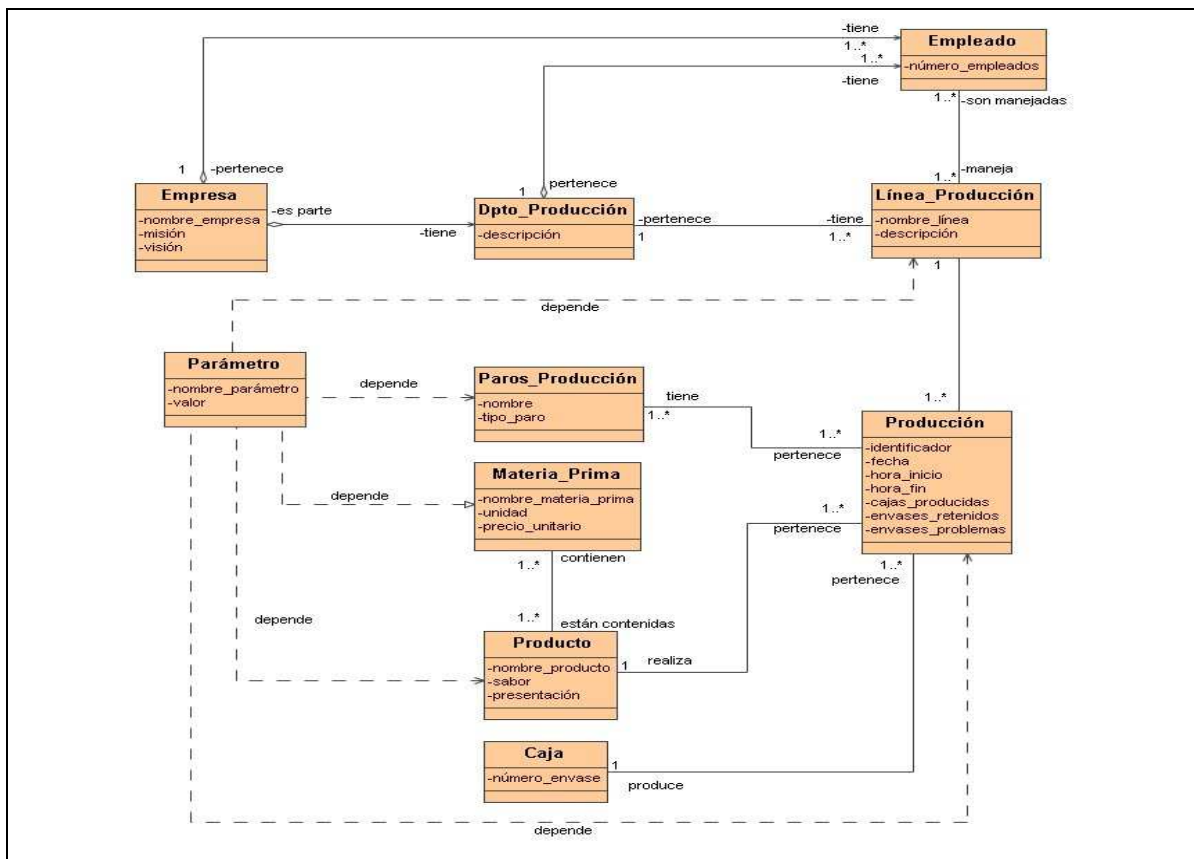 -tiene
1..*
Empleado
-número_empleados
1..*
-tiene
1..*
-son manejadas
1
-pertenece
Empresa
-nombre_empresa
-misión
-visión
-es parte
-tiene
1
pertenece
Dpto_Producción
-descripción
-pertenece
1
-tiene
1..*
-maneja
1..*
Línea_Producción
-nombre_línea
-descripción
1
depende
Parámetro
-nombre_parámetro
-valor
depende
Paros_Producción
-nombre
-tipo_paro
tiene
1..*
1..*
pertenece
1..*
Producción
-identificador
-fecha
-hora_inicio
-hora_fin
-cajas_producidas
-envases_retenidos
-envases_problemas
depende
Materia_Prima
-nombre_materia_prima
-unidad
-precio_unitario
1..*
pertenece
1..*
contienen
1..*
pertenece
depende
1..*
están contenidas
Producto
-nombre_producto
-sabor
-presentación
1
realiza
Caja
-número_envase
1
produce
depende